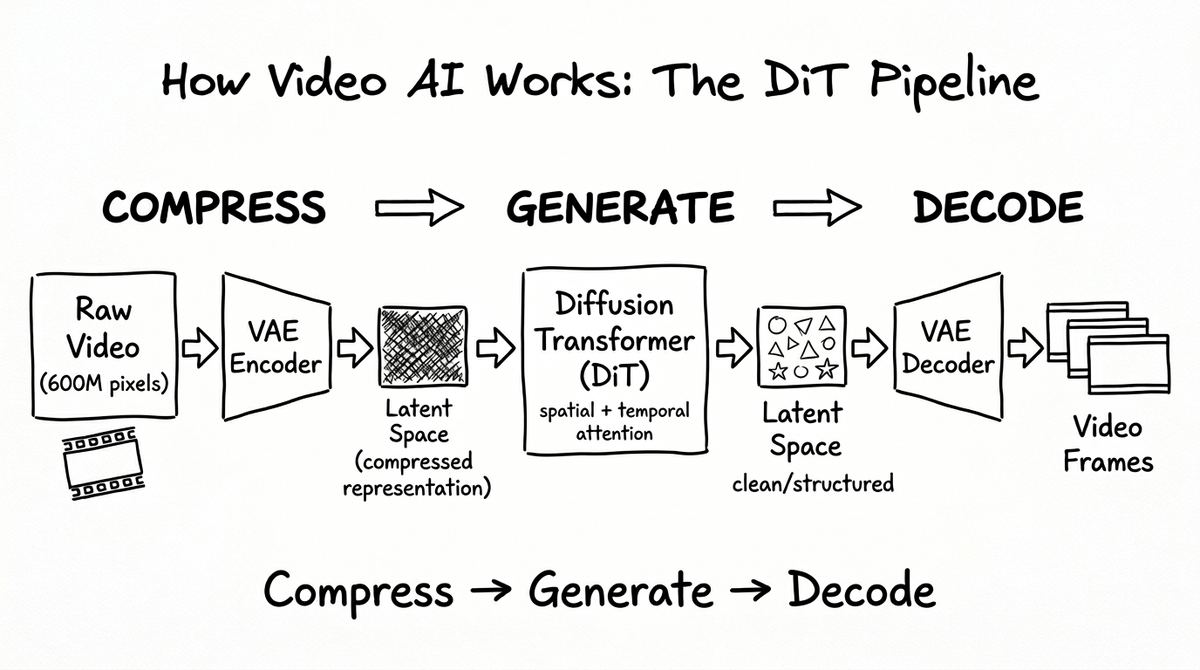 How Video AI Works: The DiT Pipeline
COMPRESS
GENERATE
DECODE
Raw
Video
(600M pixels)
VAE
Encoder
Latent
Space
(compressed
representation)
Diffusion
Transformer
(DiT)
spatial + temporal
attention
Latent
Space
clean/structured
VAE
Decoder
Video
Frames
Compress → Generate → Decode